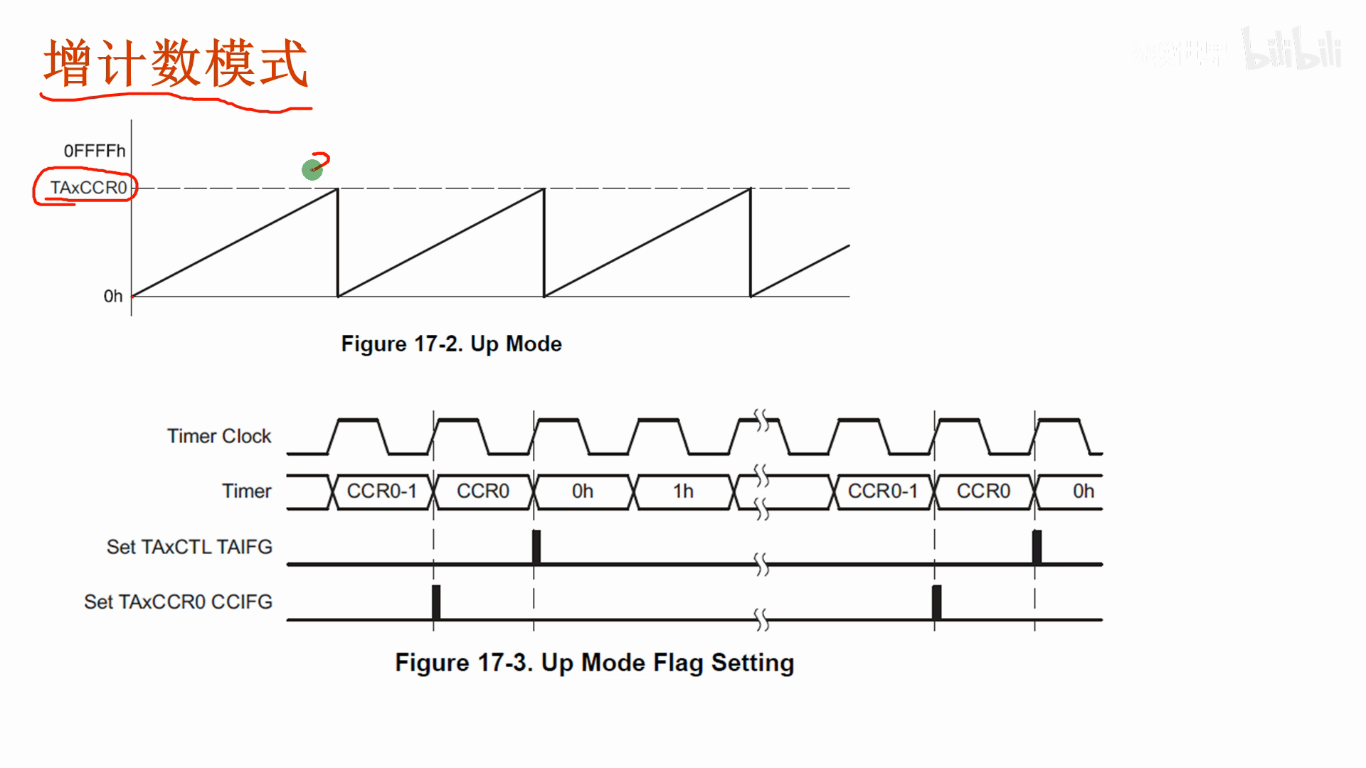 增计数模式
bilibili
0FFFFh
TAxCCR0
0h
Figure 17-2. Up Mode
Timer Clock
Timer CCR0-1 CCR0 0h 1h CCR0-1 CCR0 0h
Set TAxCTL TAIFG
Set TAxCCR0 CCIFG
Figure 17-3. Up Mode Flag Setting